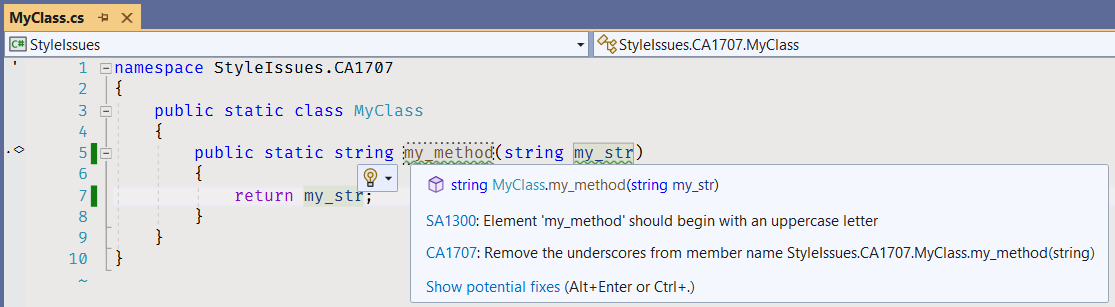 MyClass.cs
StyleIssues StyleIssues.CA1707.MyClass
1 namespace StyleIssues.CA1707
2 {
3 public static class MyClass
4 {
5 public static string my_method(string my_str)
6 {
7 return my_str;
8 }
9 }
10 }
~
string MyClass.my_method(string my_str)
SA1300: Element 'my_method' should begin with an uppercase letter
CA1707: Remove the underscores from member name StyleIssues.CA1707.MyClass.my_method(string)
Show potential fixes (Alt+Enter or Ctrl+.)